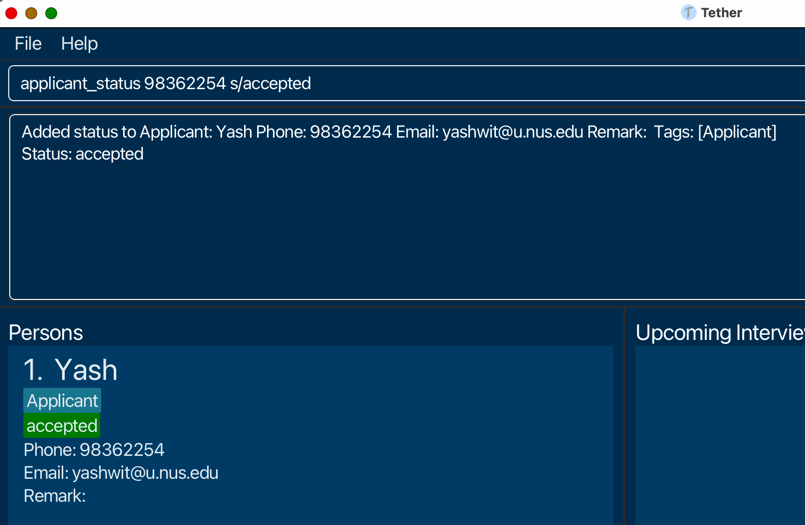 Tether
File Help
applicant_status 98362254 s/accepted
Added status to Applicant: Yash Phone: 98362254 Email: yashwit@u.nus.edu Remark:  Tags: [Applicant]
Status: accepted
Persons
1. Yash
Applicant
accepted
Phone: 98362254
Email: yashwit@u.nus.edu
Remark:
Upcoming Intervie